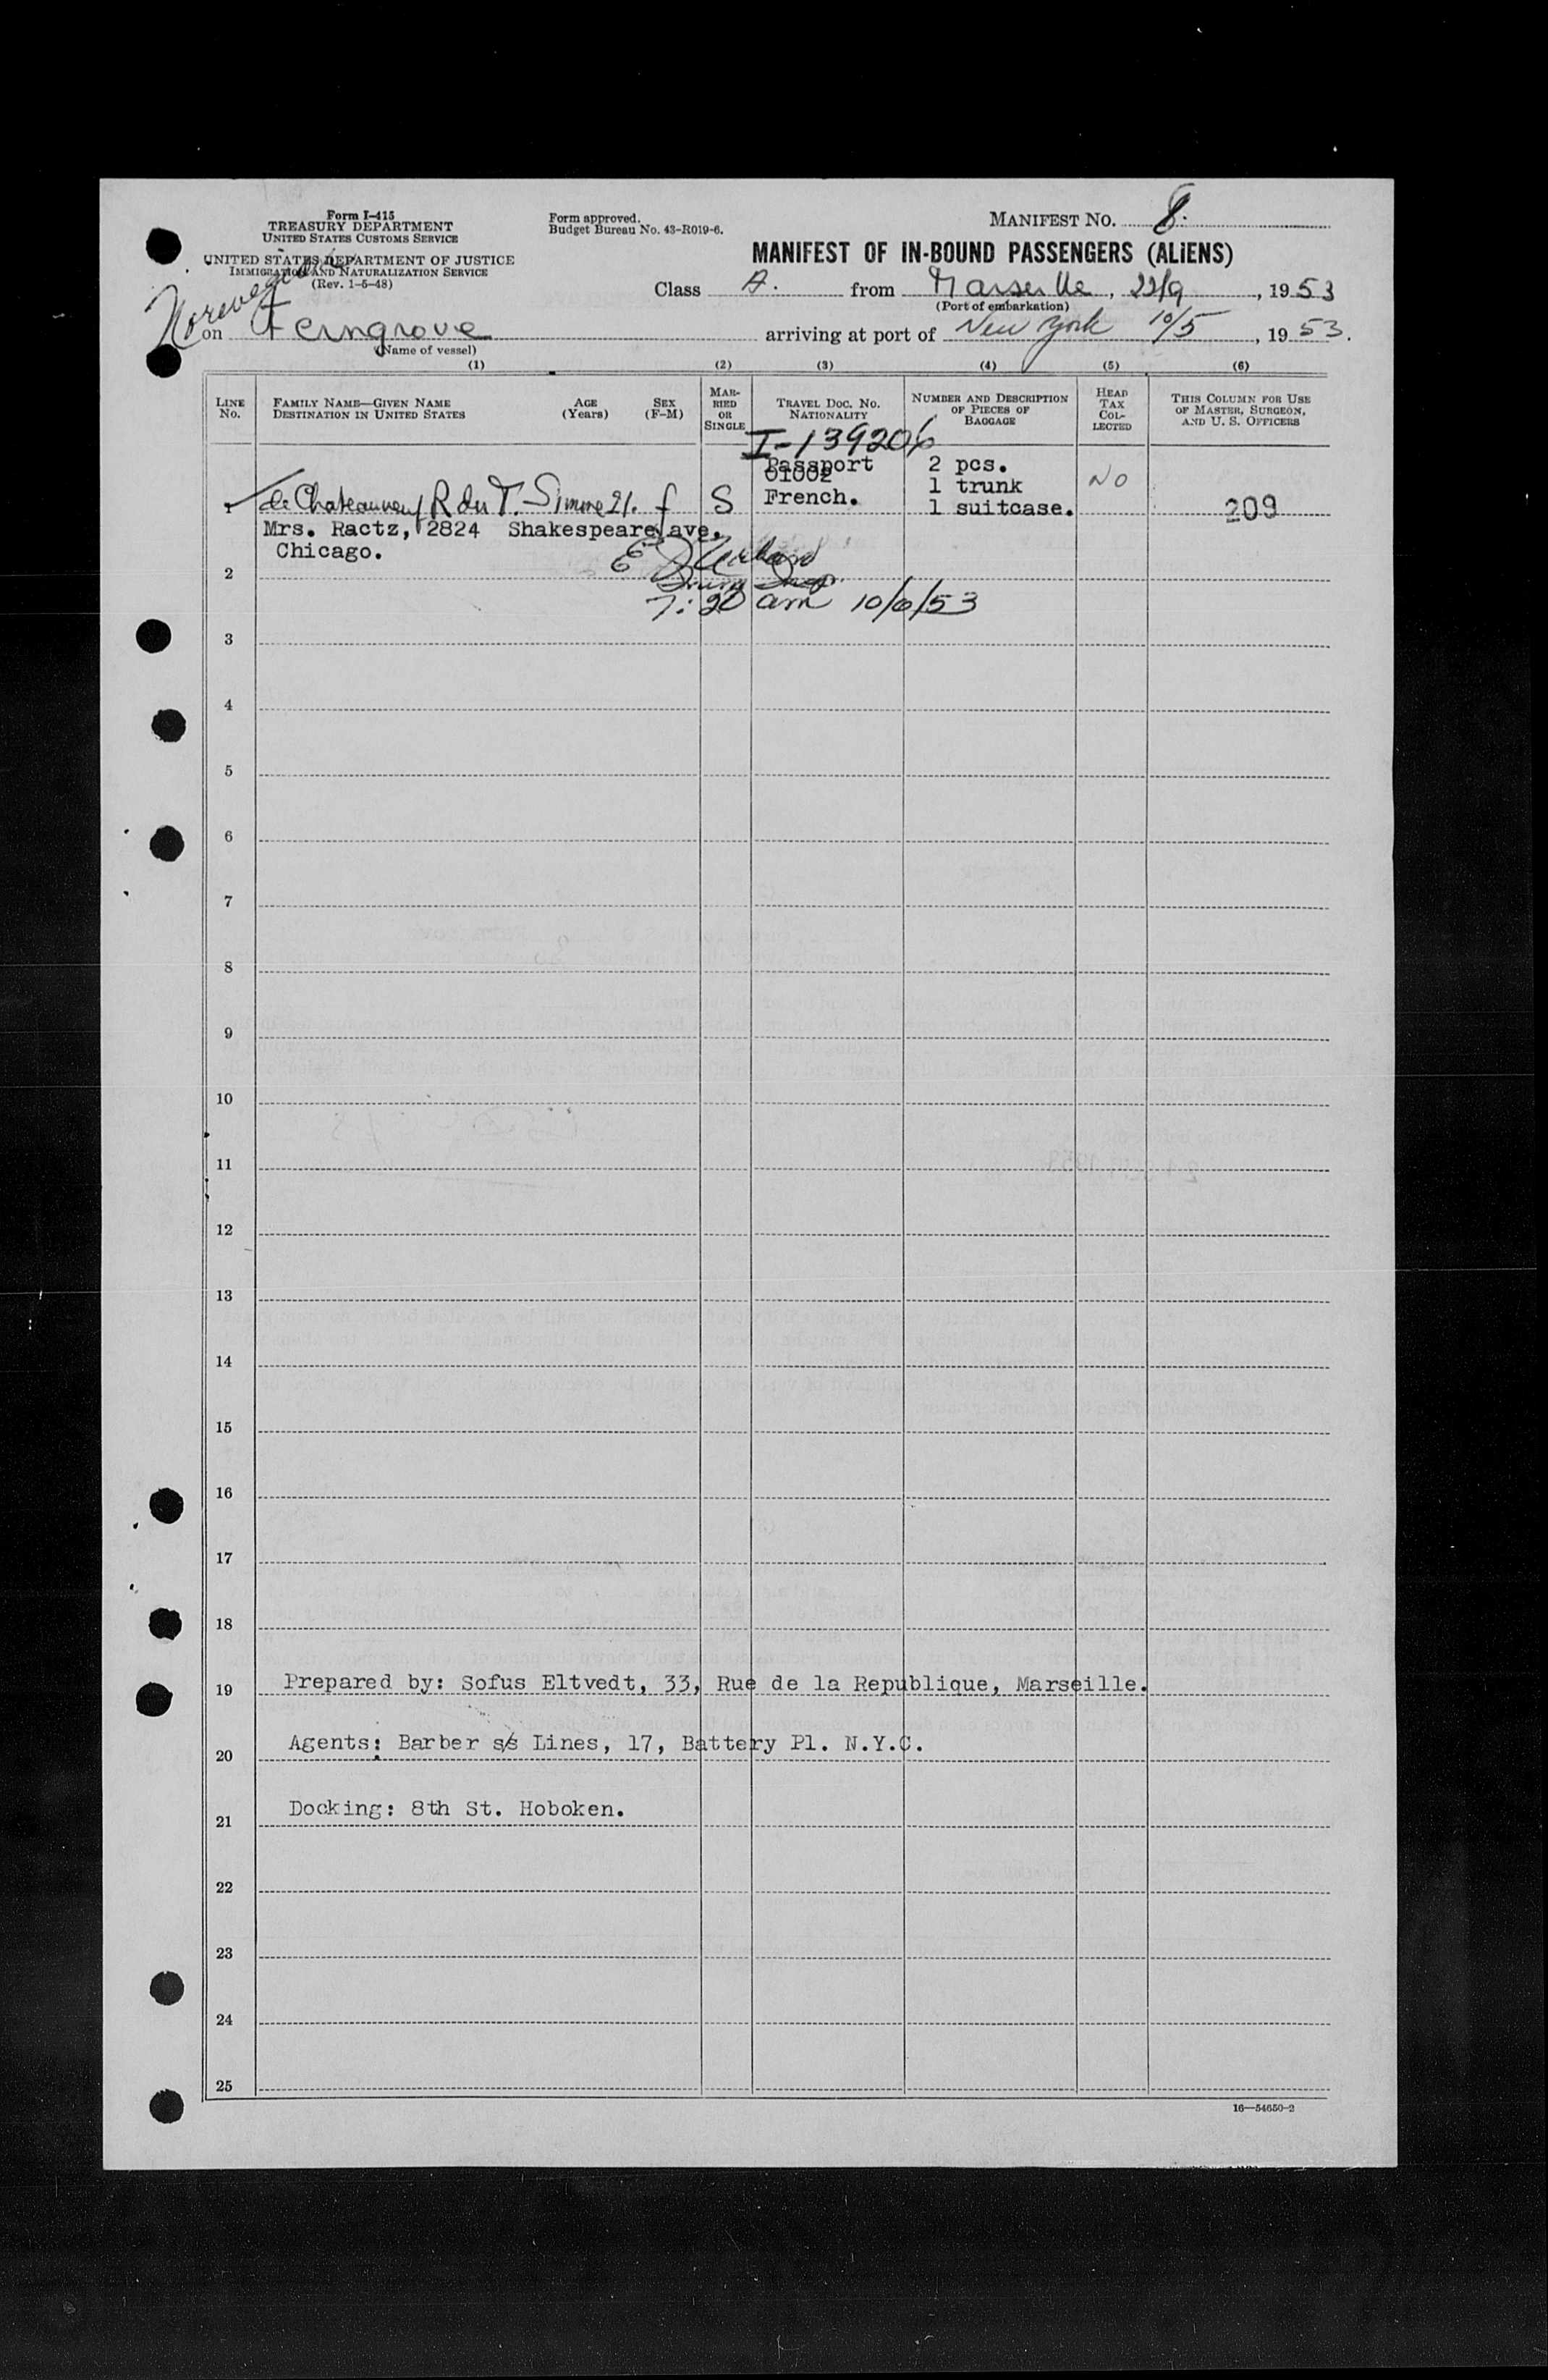 Form I-415
TREASURY DEPARTMENT
UNITED STATES CUSTOMS SERVICE
UNITED STATES DEPARTMENT OF JUSTICE
IMMIGRATION AND NATURALIZATION SERVICE
(Rev. 1-5-48)
Form approved.
Budget Bureau No. 43-R019-6.
MANIFEST NO. 8.
MANIFEST OF IN-BOUND PASSENGERS (ALIENS)
Class A. from Marseille, 22/9, 1953
(Port of embarkation)
on Ferngrove arriving at port of New York 10/5, 1953.
(Name of vessel)
(1) (2) (3) (4) (5) (6)
LINE No.
FAMILY NAME—GIVEN NAME
DESTINATION IN UNITED STATES
AGE (Years)
SEX (F-M)
MARRIED OR SINGLE
TRAVEL DOC. NO.
NATIONALITY
NUMBER AND DESCRIPTION OF PIECES OF BAGGAGE
HEAD TAX COLLECTED
THIS COLUMN FOR USE OF MASTER, SURGEON, AND U. S. OFFICERS
I-139206
Passport 2 pcs. No
01002 1 trunk
1 de Chateauneuf R du T. Simone 21. f S French. 1 suitcase. 209
Mrs. Ractz, 2824 Shakespeare ave,
Chicago.
2
7:20 am 10/6/53
3
4
5
6
7
8
9
10
11
12
13
14
15
16
17
18
19 Prepared by: Sofus Eltvedt, 33, Rue de la Republique, Marseille.
20 Agents: Barber s/s Lines, 17, Battery Pl. N.Y.C.
21 Docking: 8th St. Hoboken.
22
23
24
25
16—54650-2